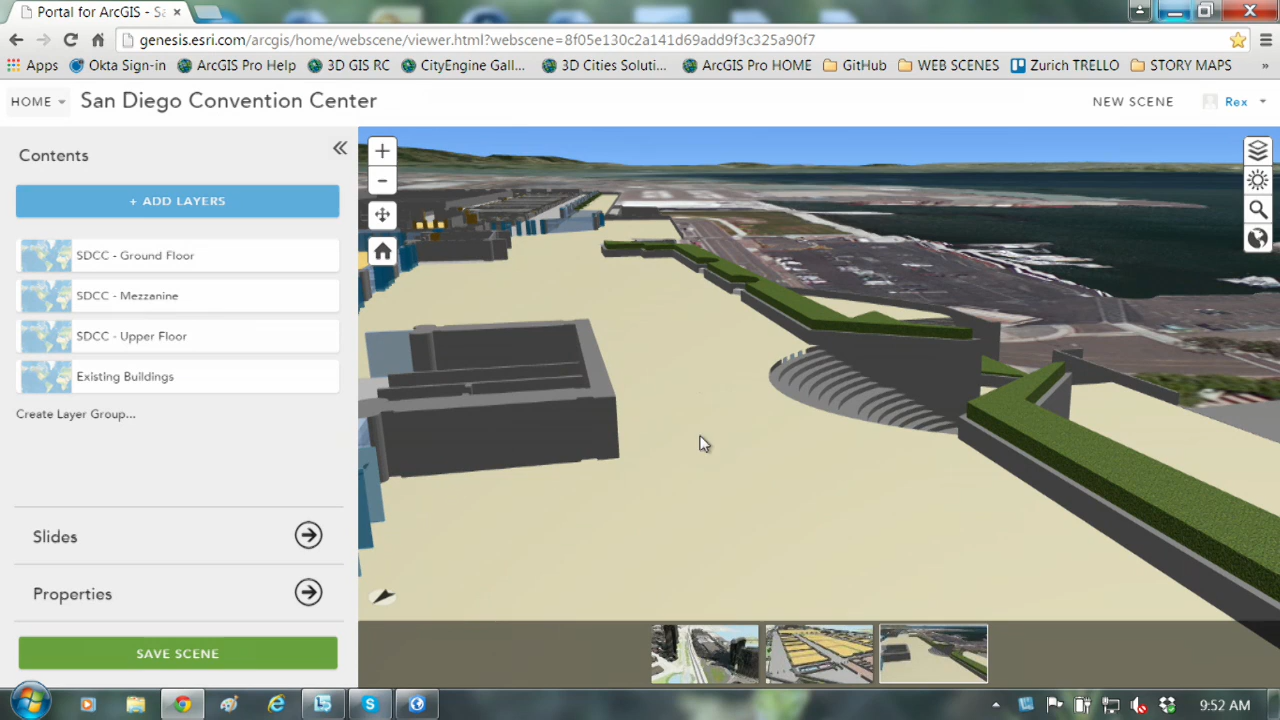 Portal for ArcGIS - Sa
genesis.esri.com/arcgis/home/webscene/viewer.html?webscene=8f05e130c2a141d69add9f3c325a90f7
Apps Okta Sign-in ArcGIS Pro Help 3D GIS RC CityEngine Gall... 3D Cities Soluti... ArcGIS Pro HOME GitHub WEB SCENES Zurich TRELLO STORY MAPS »
HOME San Diego Convention Center NEW SCENE Rex
Contents
+ ADD LAYERS
SDCC - Ground Floor
SDCC - Mezzanine
SDCC - Upper Floor
Existing Buildings
Create Layer Group...
Slides
Properties
SAVE SCENE
9:52 AM